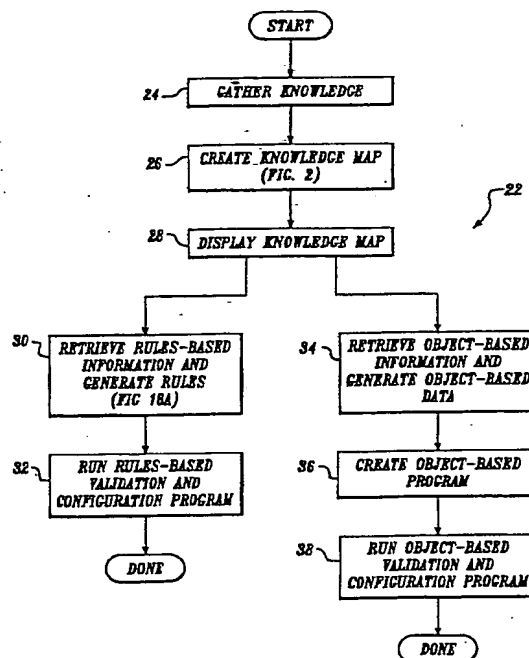 START
24
GATHER KNOWLEDGE
26
CREATE KNOWLEDGE MAP
(FIG. 2)
22
28
DISPLAY KNOWLEDGE MAP
30
RETRIEVE RULES-BASED
INFORMATION AND
GENERATE RULES
(FIG 18A)
34
RETRIEVE OBJECT-BASED
INFORMATION AND
GENERATE OBJECT-BASED
DATA
32
RUN RULES-BASED
VALIDATION AND
CONFIGURATION PROGRAM
36
CREATE OBJECT-BASED
PROGRAM
DONE
38
RUN OBJECT-BASED
VALIDATION AND
CONFIGURATION PROGRAM
DONE